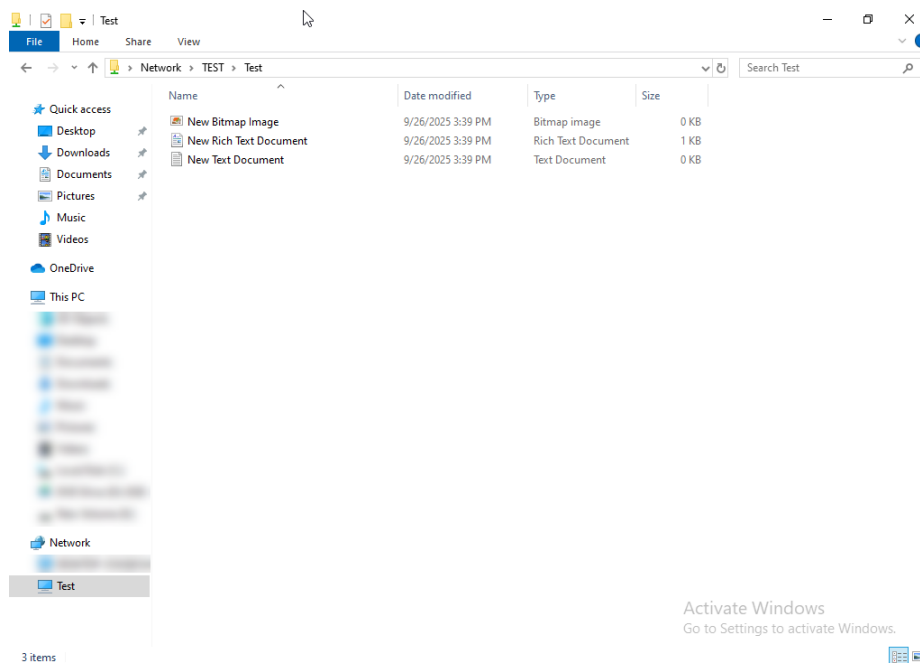 Test
File Home Share View
Network > TEST > Test
Search Test
Name Date modified Type Size
New Bitmap Image 9/26/2025 3:39 PM Bitmap image 0 KB
New Rich Text Document 9/26/2025 3:39 PM Rich Text Document 1 KB
New Text Document 9/26/2025 3:39 PM Text Document 0 KB
Quick access
Desktop
Downloads
Documents
Pictures
Music
Videos
OneDrive
This PC
Network
Test
Activate Windows
Go to Settings to activate Windows.
3 items